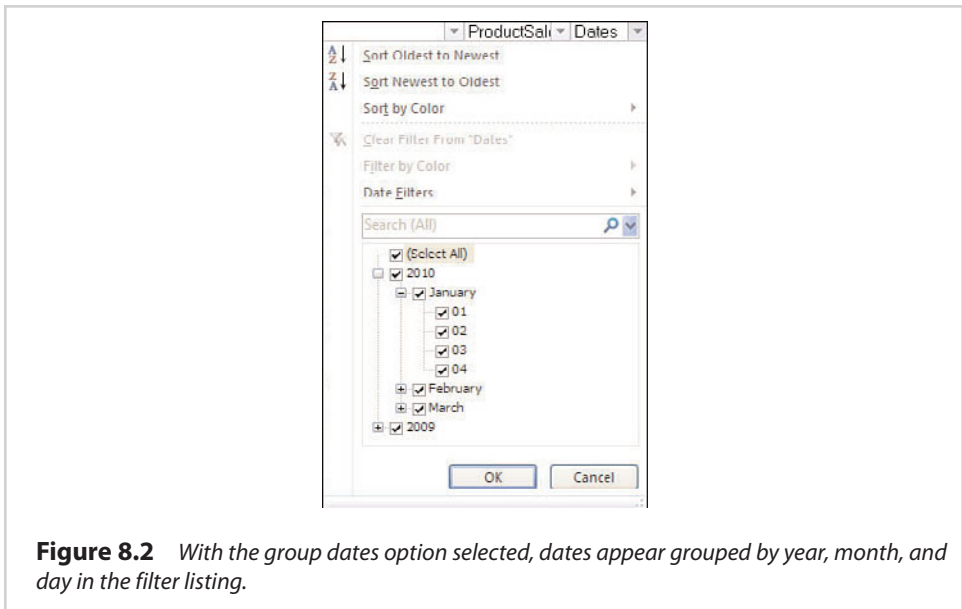 ProductSal Dates
Sort Oldest to Newest
Sort Newest to Oldest
Sort by Color
Clear Filter From "Dates"
Filter by Color
Date Filters
Search (All)
(Select All)
2010
January
01
02
03
04
February
March
2009
OK Cancel
Figure 8.2 With the group dates option selected, dates appear grouped by year, month, and
day in the filter listing.